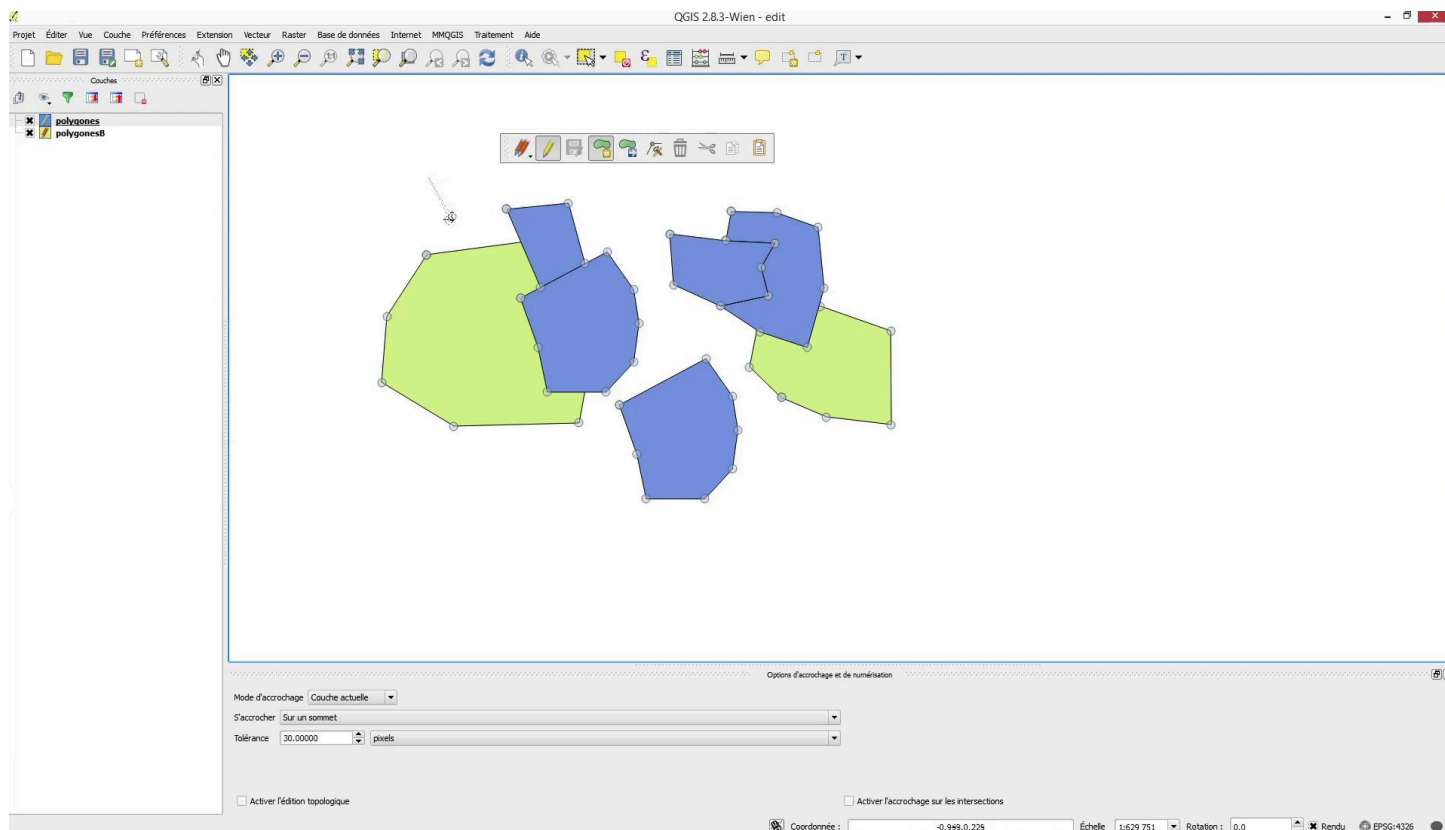 QGIS 2.8.3-Wien - edit
Projet Éditer Vue Couche Préférences Extension Vecteur Raster Base de données Internet MMQGIS Traitement Aide
Couches
polygones
polygonesB
Options d'accrochage et de numérisation
Mode d'accrochage Couche actuelle
S'accrocher Sur un sommet
Tolérance 30.00000 pixels
Activer l'édition topologique Activer l'accrochage sur les intersections
Coordonnée : Échelle 1:629 751 Rotation : 0,0 Rendu EPSG:4326